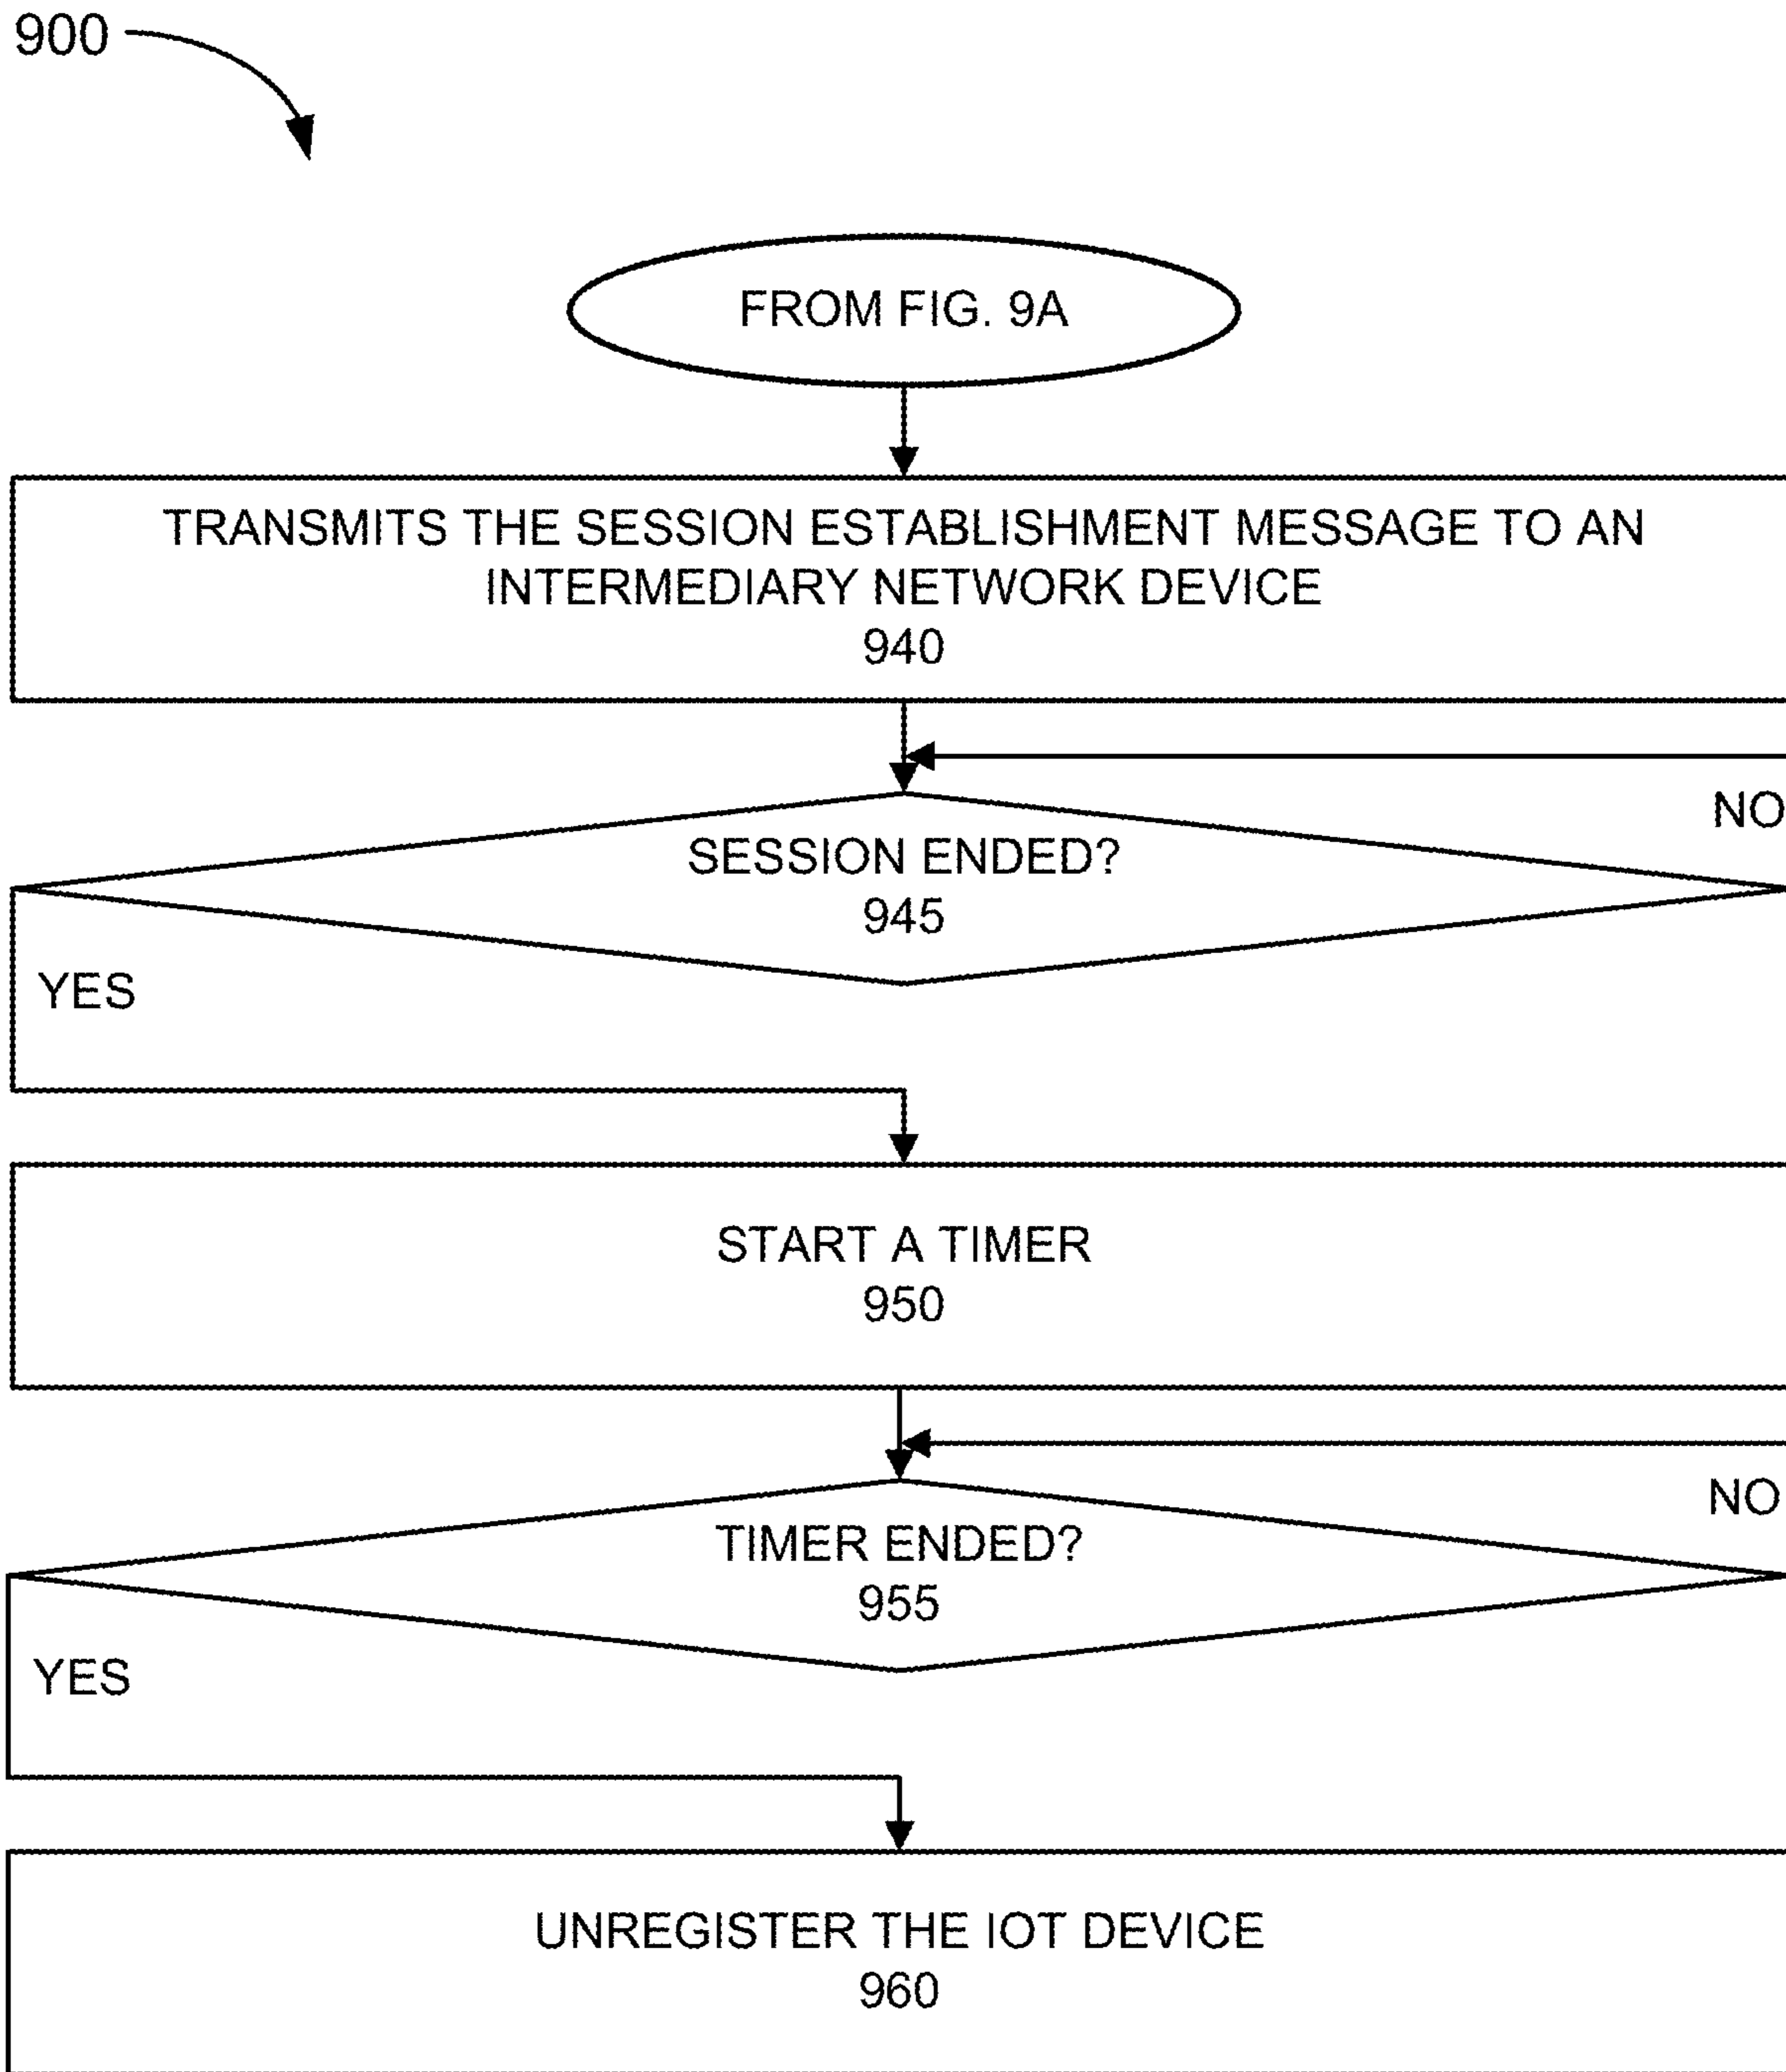 900
FROM FIG. 9A
TRANSMITS THE SESSION ESTABLISHMENT MESSAGE TO AN
INTERMEDIARY NETWORK DEVICE
940
NO
SESSION ENDED?
945
YES
START A TIMER
950
NO
TIMER ENDED?
955
YES
UNREGISTER THE IOT DEVICE
960